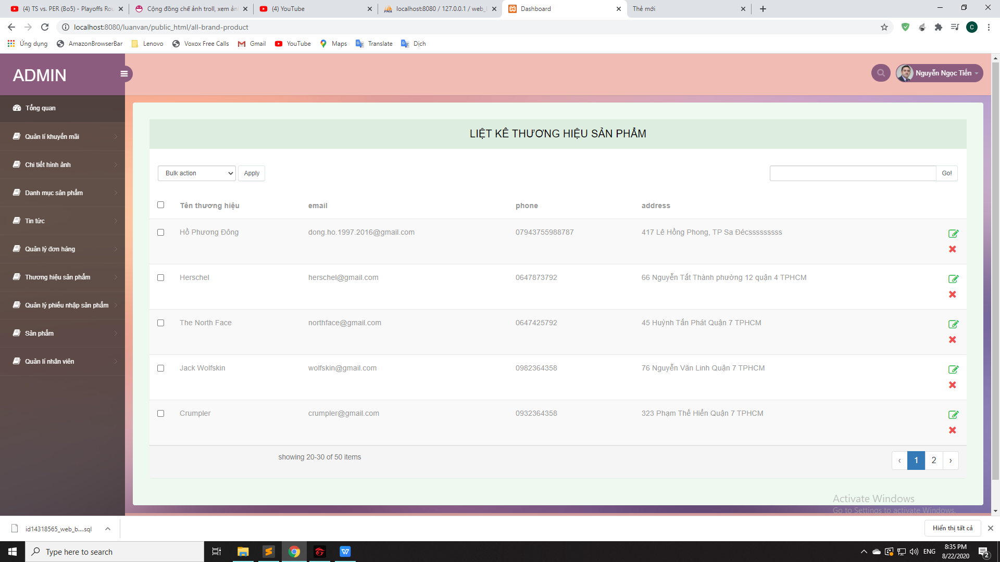 (4) TS vs. PER (Bo5) - Playoffs Rou
Cộng đồng chế ảnh troll, xem ản
(4) YouTube
localhost:8080 / 127.0.0.1 / web_
Dashboard
Thẻ mới
localhost:8080/luanvan/public_html/all-brand-product
C
Ứng dụng
AmazonBrowserBar
Lenovo
Voxox Free Calls
Gmail
YouTube
Maps
Translate
Dịch
ADMIN
Nguyễn Ngọc Tiến
Tổng quan
Quản lí khuyến mãi
Chi tiết hình ảnh
Danh mục sản phẩm
Tin tức
Quản lý đơn hàng
Thương hiệu sản phẩm
Quản lý phiếu nhập sản phẩm
Sản phẩm
Quản lí nhân viên
LIỆT KÊ THƯƠNG HIỆU SẢN PHẨM
Bulk action
Apply
Go!
Tên thương hiệu email phone address
Hồ Phương Đông dong.ho.1997.2016@gmail.com 07943755988787 417 Lê Hồng Phong, TP Sa Đécsssssssss
Herschel herschel@gmail.com 0647873792 66 Nguyễn Tất Thành phường 12 quận 4 TPHCM
The North Face northface@gmail.com 0647425792 45 Huỳnh Tấn Phát Quận 7 TPHCM
Jack Wolfskin wolfskin@gmail.com 0982364358 76 Nguyễn Văn Linh Quận 7 TPHCM
Crumpler crumpler@gmail.com 0932364358 323 Phạm Thế Hiển Quận 7 TPHCM
showing 20-30 of 50 items
‹ 1 2 ›
Activate Windows
Go to Settings to activate Windows.
id14318565_web_b....sql
Hiển thị tất cả
Type here to search
ENG
8:35 PM
8/22/2020
2